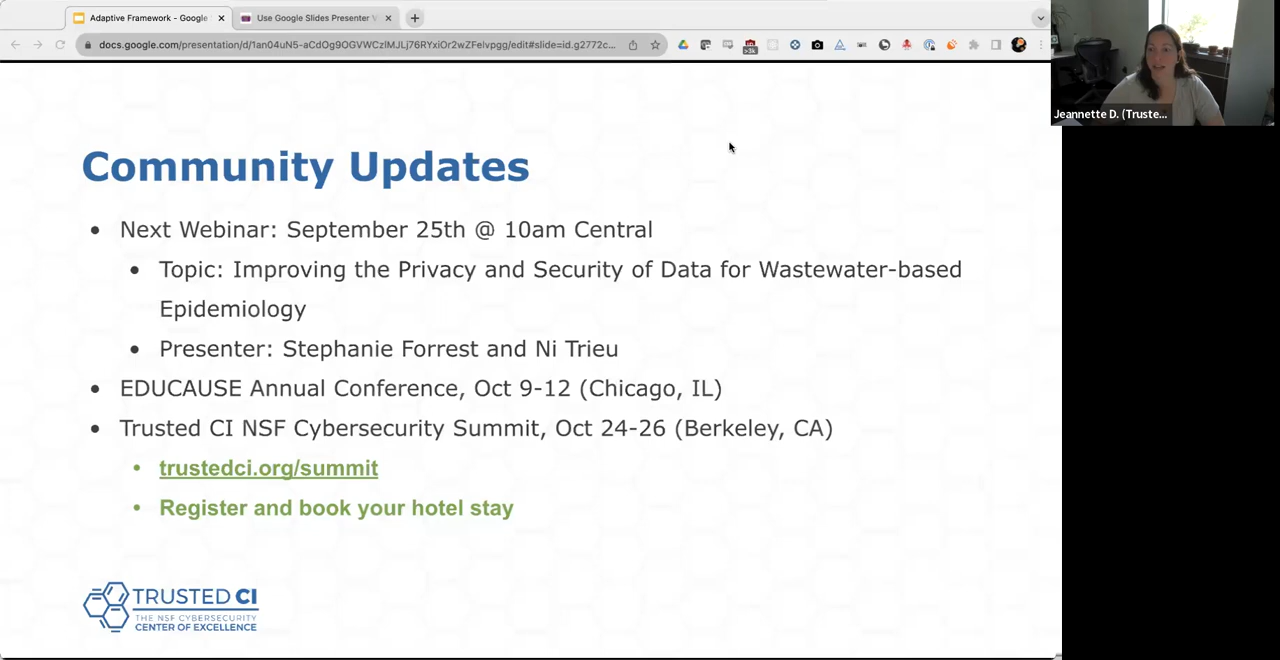 Adaptive Framework - Google
Use Google Slides Presenter V
docs.google.com/presentation/d/1an04uN5-aCdOg9OGVWCzlMJLj76RYxiOr2wZFelvpgg/edit#slide=id.g2772c...
>3k
Jeannette D. (Truste...
Community Updates
• Next Webinar: September 25th @ 10am Central
• Topic: Improving the Privacy and Security of Data for Wastewater-based
Epidemiology
• Presenter: Stephanie Forrest and Ni Trieu
• EDUCAUSE Annual Conference, Oct 9-12 (Chicago, IL)
• Trusted CI NSF Cybersecurity Summit, Oct 24-26 (Berkeley, CA)
• trustedci.org/summit
• Register and book your hotel stay
TRUSTED CI
THE NSF CYBERSECURITY
CENTER OF EXCELLENCE